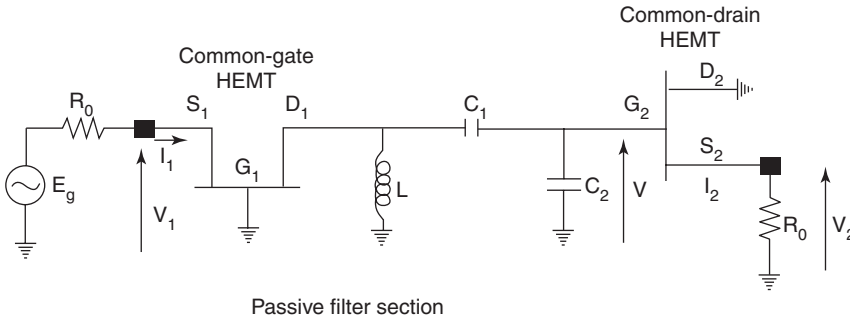 Common-gate
HEMT
Common-drain
HEMT
R0
S1
D1
C1
G2
D2
I1
G1
S2
Eg
V1
L
C2
V
I2
R0
V2
Passive filter section